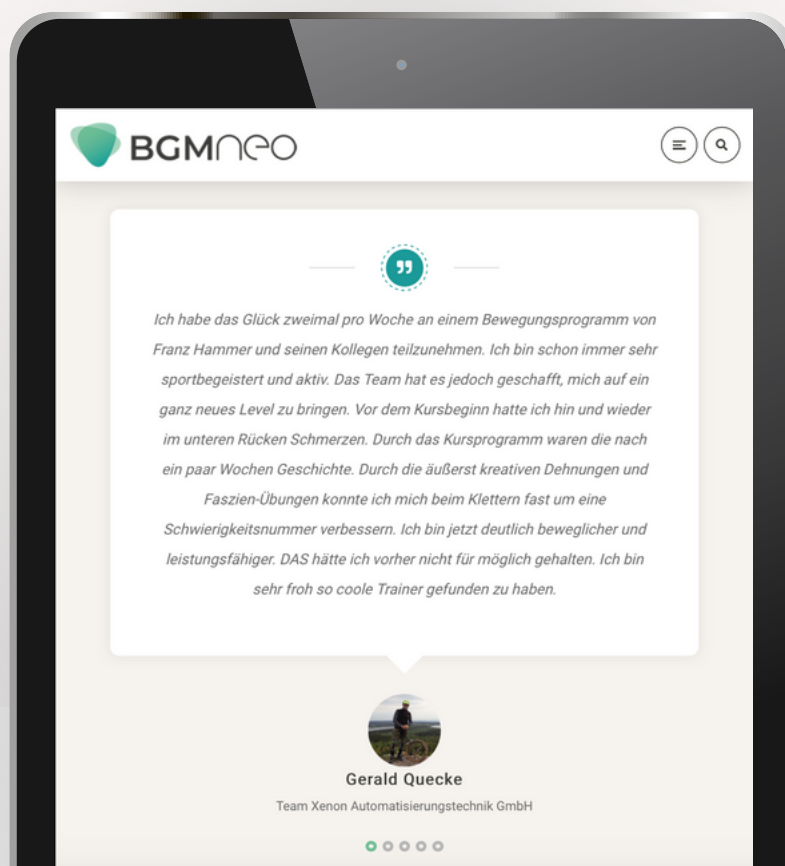 BGMneo
Ich habe das Glück zweimal pro Woche an einem Bewegungsprogramm von
Franz Hammer und seinen Kollegen teilzunehmen. Ich bin schon immer sehr
sportbegeistert und aktiv. Das Team hat es jedoch geschafft, mich auf ein
ganz neues Level zu bringen. Vor dem Kursbeginn hatte ich hin und wieder
im unteren Rücken Schmerzen. Durch das Kursprogramm waren die nach
ein paar Wochen Geschichte. Durch die äußerst kreativen Dehnungen und
Faszien-Übungen konnte ich mich beim Klettern fast um eine
Schwierigkeitsnummer verbessern. Ich bin jetzt deutlich beweglicher und
leistungsfähiger. DAS hätte ich vorher nicht für möglich gehalten. Ich bin
sehr froh so coole Trainer gefunden zu haben.
Gerald Quecke
Team Xenon Automatisierungstechnik GmbH